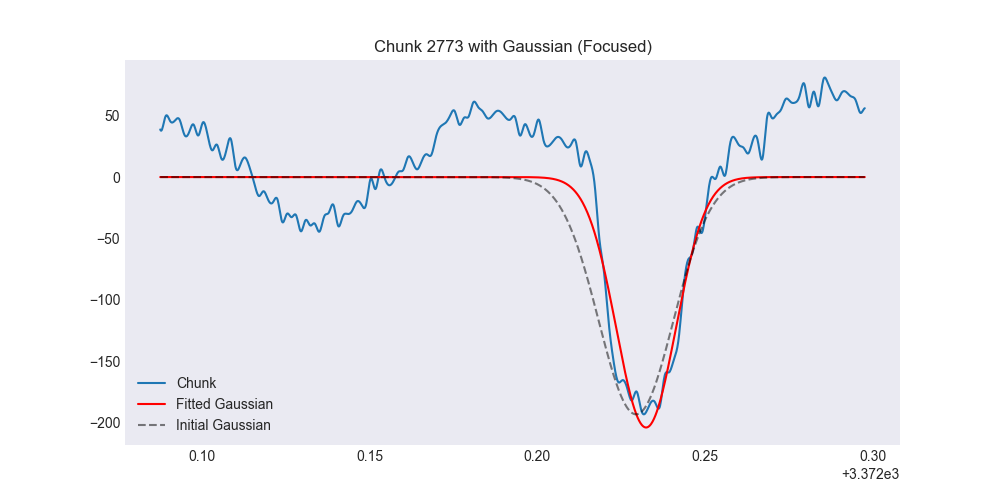 Chunk 2773 with Gaussian (Focused)
50
0
−50
−100
−150
−200
Chunk
Fitted Gaussian
Initial Gaussian
0.10 0.15 0.20 0.25 0.30
+3.372e3